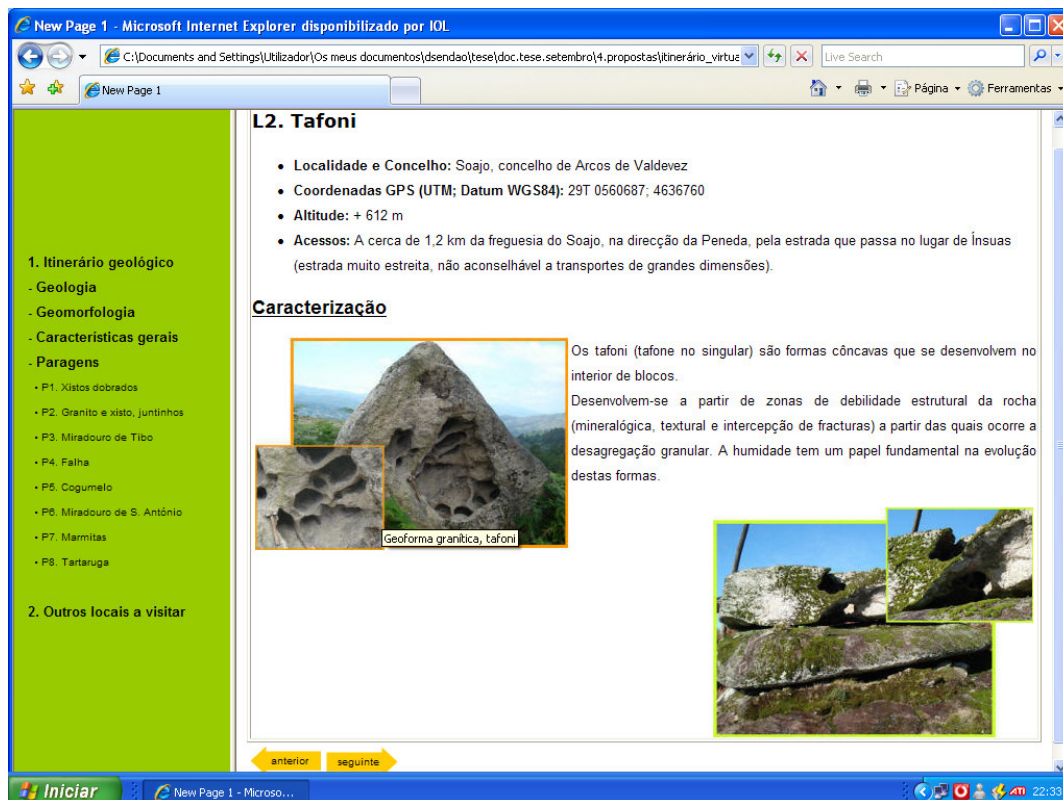 New Page 1 - Microsoft Internet Explorer disponibilizado por IOL
C:\Documents and Settings\Utilizador\Os meus documentos\dsendao\tese\doc.tese.setembro\4.propostas\itinerário_virtua
Live Search
New Page 1
Página
Ferramentas
1. Itinerário geológico
- Geologia
- Geomorfologia
- Características gerais
- Paragens
• P1. Xistos dobrados
• P2. Granito e xisto, juntinhos
• P3. Miradouro de Tibo
• P4. Falha
• P5. Cogumelo
• P6. Miradouro de S. António
• P7. Marmitas
• P8. Tartaruga
2. Outros locais a visitar
L2. Tafoni
• Localidade e Concelho: Soajo, concelho de Arcos de Valdevez
• Coordenadas GPS (UTM; Datum WGS84): 29T 0560687; 4636760
• Altitude: + 612 m
• Acessos: A cerca de 1,2 km da freguesia do Soajo, na direcção da Peneda, pela estrada que passa no lugar de Ínsuas
(estrada muito estreita, não aconselhável a transportes de grandes dimensões).
Caracterização
Os tafoni (tafone no singular) são formas côncavas que se desenvolvem no
interior de blocos.
Desenvolvem-se a partir de zonas de debilidade estrutural da rocha
(mineralógica, textural e intercepção de fracturas) a partir das quais ocorre a
desagregação granular. A humidade tem um papel fundamental na evolução
destas formas.
Geoforma granítica, tafoni
anterior
seguinte
Iniciar
New Page 1 - Microso...
ATI
22:33